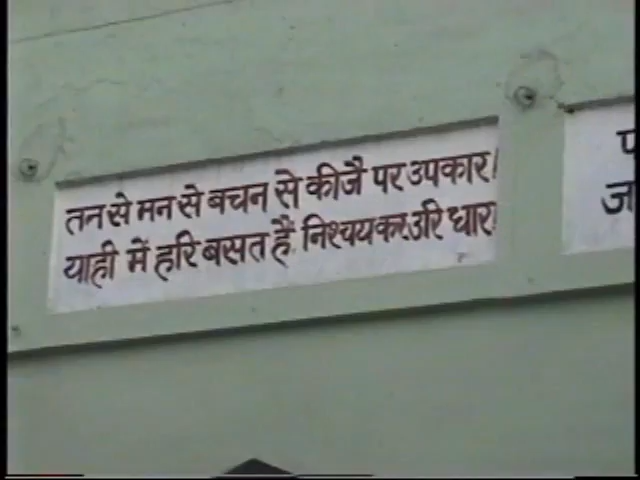 तन से मन से बचन से कीजै पर उपकार।
याही में हरि बसत हैं, निश्चय कर उरि धार।